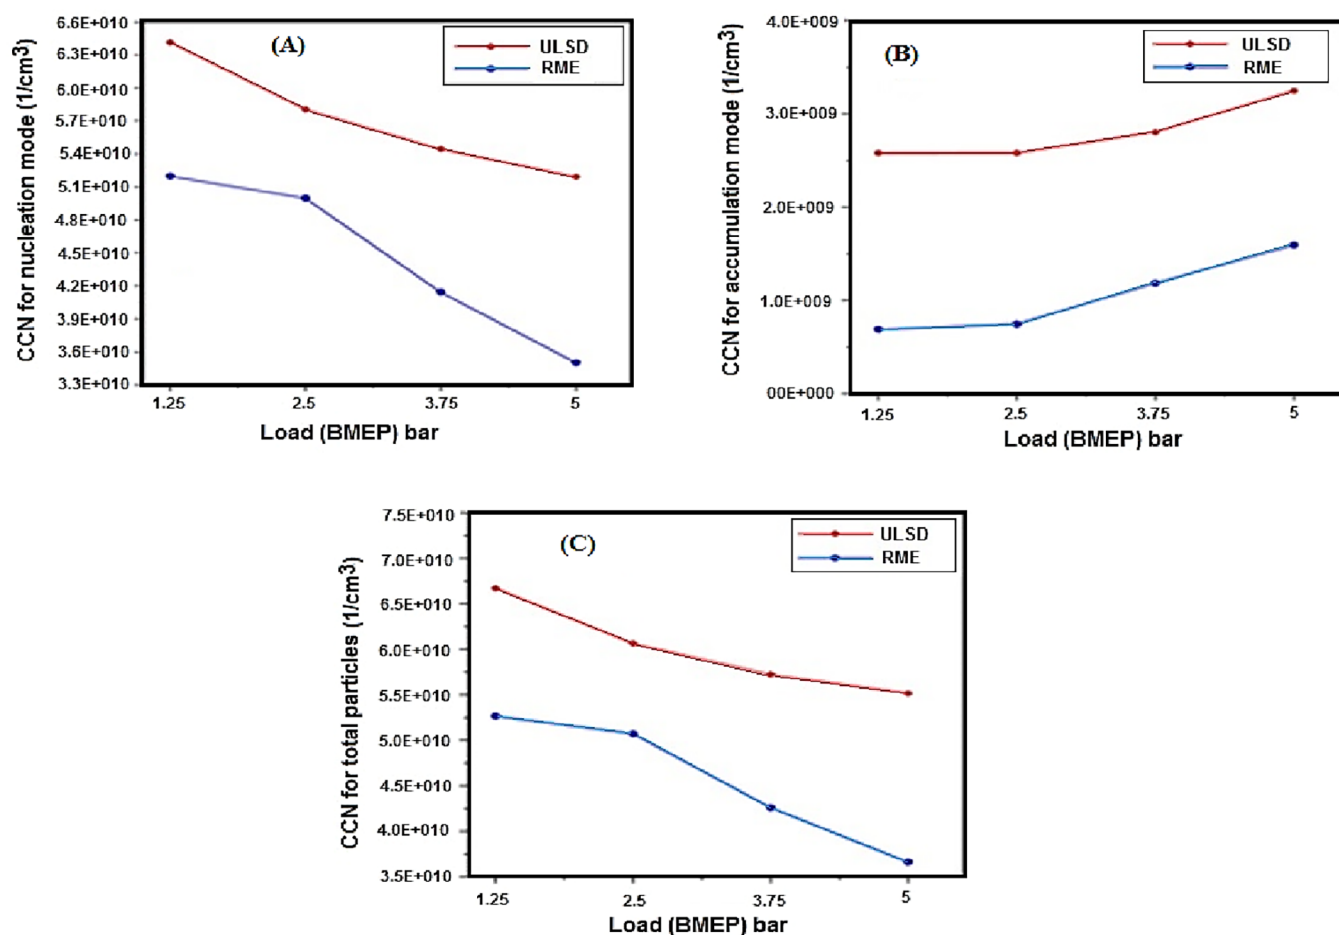 (A)
ULSD
RME
CCN for nucleation mode (1/cm3)
6.6E+010
6.3E+010
6.0E+010
5.7E+010
5.4E+010
5.1E+010
4.8E+010
4.5E+010
4.2E+010
3.9E+010
3.6E+010
3.3E+010
1.25 2.5 3.75 5
Load (BMEP) bar
(B)
ULSD
RME
CCN for accumulation mode (1/cm3)
4.0E+009
3.0E+009
2.0E+009
1.0E+009
00E+000
1.25 2.5 3.75 5
Load (BMEP) bar
(C)
ULSD
RME
CCN for total particles (1/cm3)
7.5E+010
7.0E+010
6.5E+010
6.0E+010
5.5E+010
5.0E+010
4.5E+010
4.0E+010
3.5E+010
1.25 2.5 3.75 5
Load (BMEP) bar